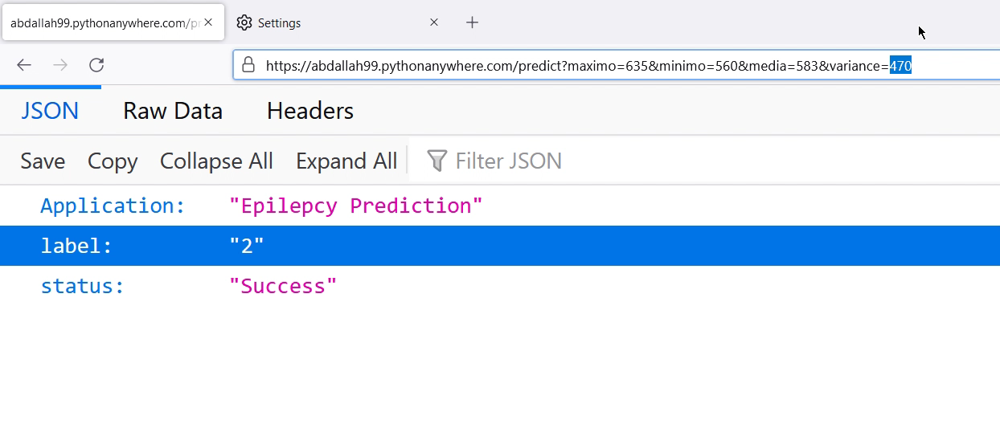 abdallah99.pythonanywhere.com/pr
Settings
https://abdallah99.pythonanywhere.com/predict?maximo=635&minimo=560&media=583&variance=470
JSON Raw Data Headers
Save Copy Collapse All Expand All Filter JSON
Application: "Epilepcy Prediction"
label: "2"
status: "Success"